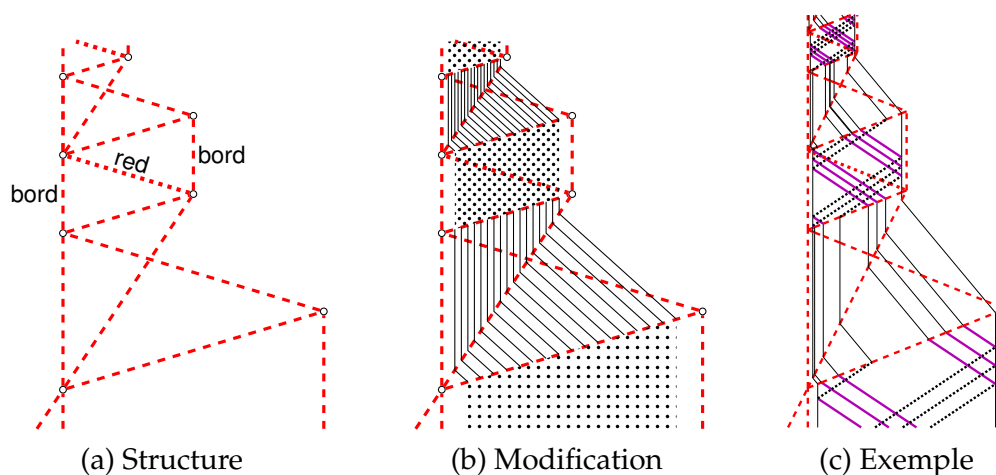 red
bord
bord
(a) Structure
(b) Modification
(c) Exemple